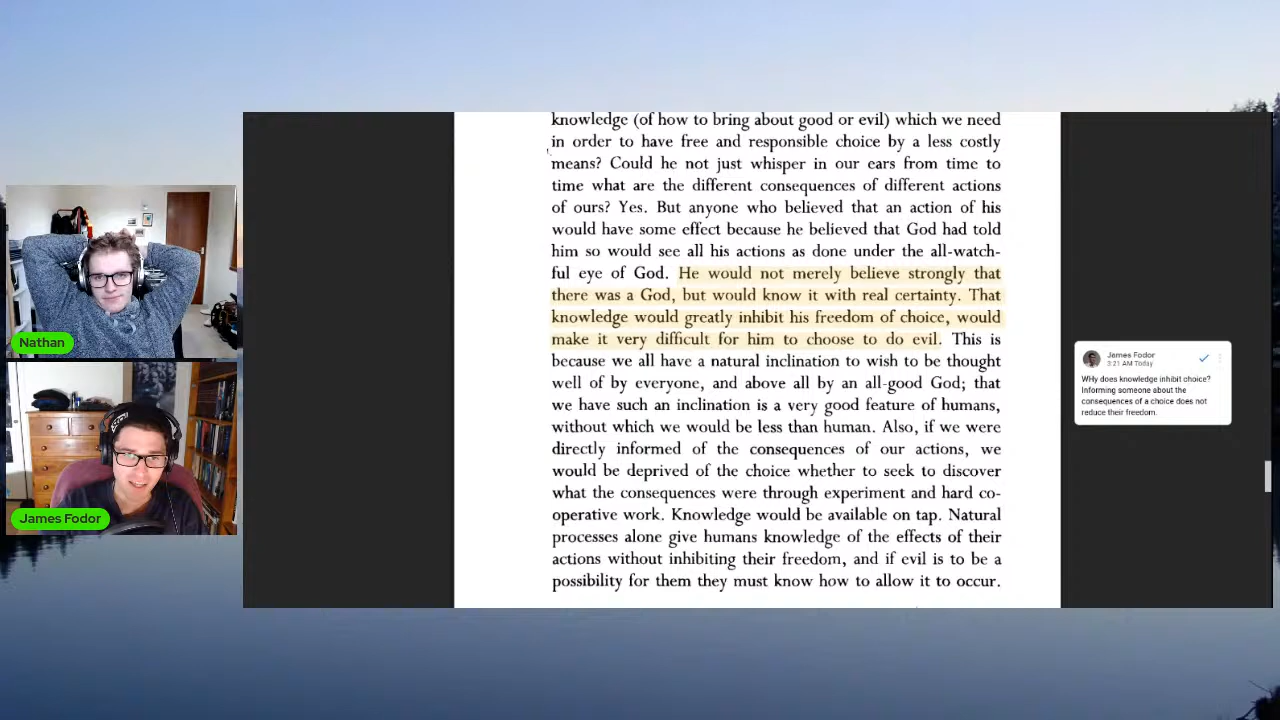 knowledge (of how to bring about good or evil) which we need
in order to have free and responsible choice by a less costly
means? Could he not just whisper in our ears from time to
time what are the different consequences of different actions
of ours? Yes. But anyone who believed that an action of his
would have some effect because he believed that God had told
him so would see all his actions as done under the all-watch-
ful eye of God. He would not merely believe strongly that
there was a God, but would know it with real certainty. That
knowledge would greatly inhibit his freedom of choice, would
make it very difficult for him to choose to do evil. This is
because we all have a natural inclination to wish to be thought
well of by everyone, and above all by an all-good God; that
we have such an inclination is a very good feature of humans,
without which we would be less than human. Also, if we were
directly informed of the consequences of our actions, we
would be deprived of the choice whether to seek to discover
what the consequences were through experiment and hard co-
operative work. Knowledge would be available on tap. Natural
processes alone give humans knowledge of the effects of their
actions without inhibiting their freedom, and if evil is to be a
possibility for them they must know how to allow it to occur.
James Fodor
3:21 AM Today
WHy does knowledge inhibit choice?
Informing someone about the
consequences of a choice does not
reduce their freedom.
Nathan
James Fodor